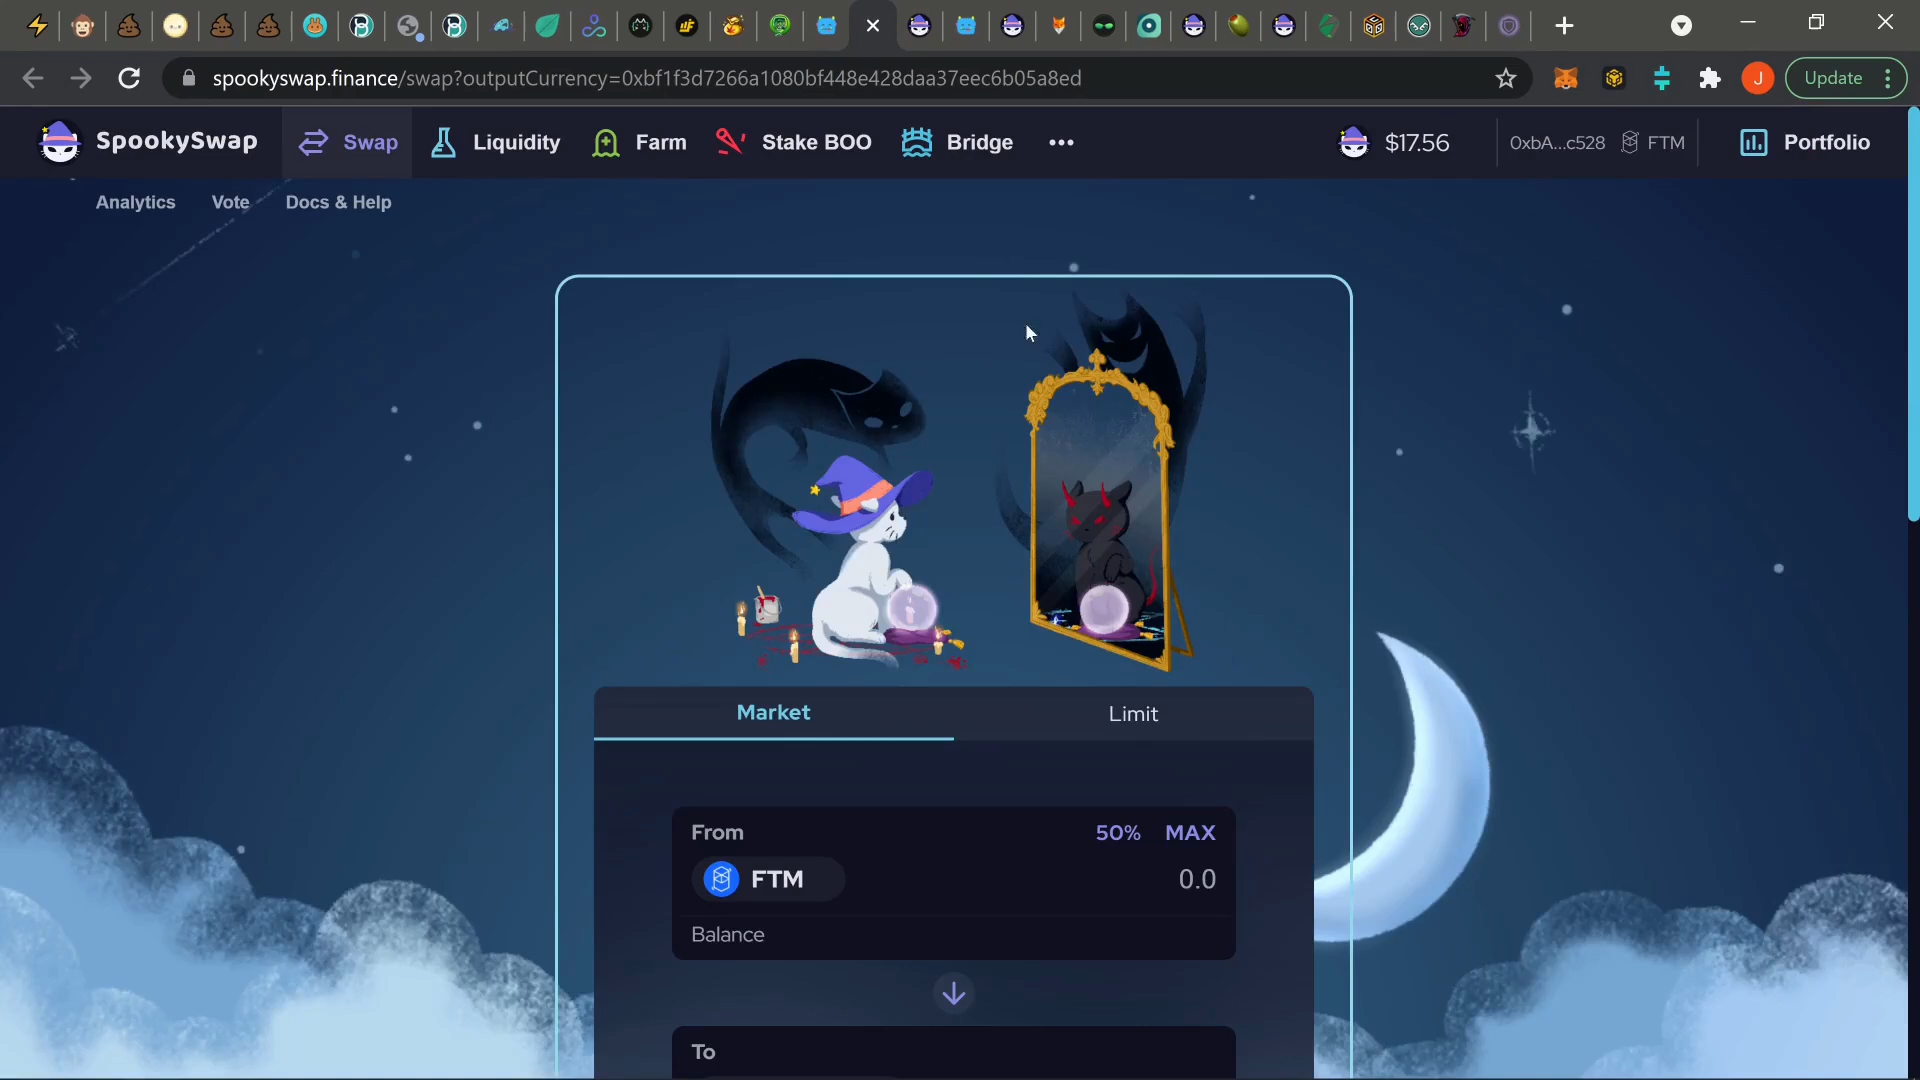 spookyswap.finance/swap?outputCurrency=0xbf1f3d7266a1080bf448e428daa37eec6b05a8ed
J
Update
SpookySwap
Swap
Liquidity
Farm
Stake BOO
Bridge
$17.56
0xbA...c528
FTM
Portfolio
Analytics
Vote
Docs & Help
Market
Limit
From
50%
MAX
FTM
0.0
Balance
To